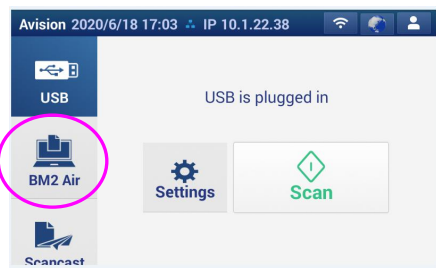 Avision 2020/6/18 17:03 IP 10.1.22.38
USB
USB is plugged in
BM2 Air
Settings
Scan
Scancast